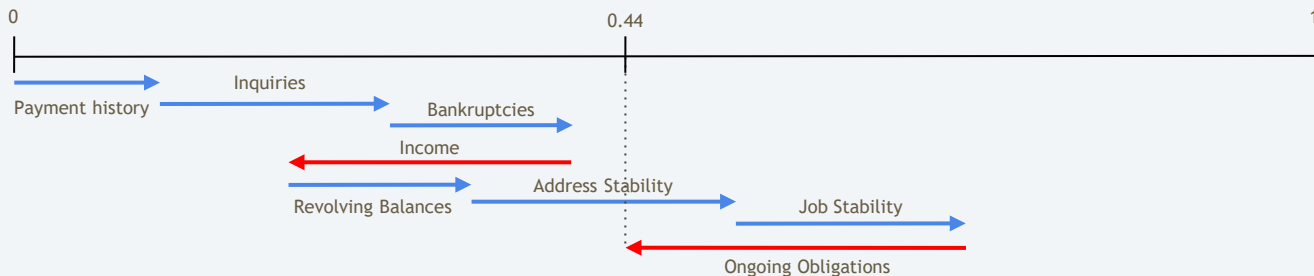 0
0.44
1
Inquiries
Payment history
Bankruptcies
Income
Address Stability
Revolving Balances
Job Stability
Ongoing Obligations